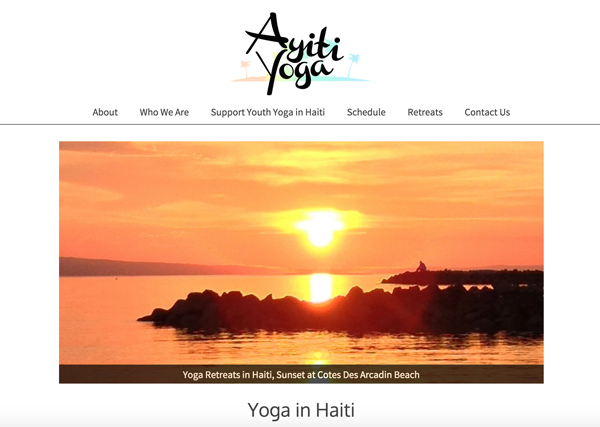 Ayiti
Yoga
About Who We Are Support Youth Yoga in Haiti Schedule Retreats Contact Us
Yoga Retreats in Haiti, Sunset at Cotes Des Arcadin Beach
Yoga in Haiti